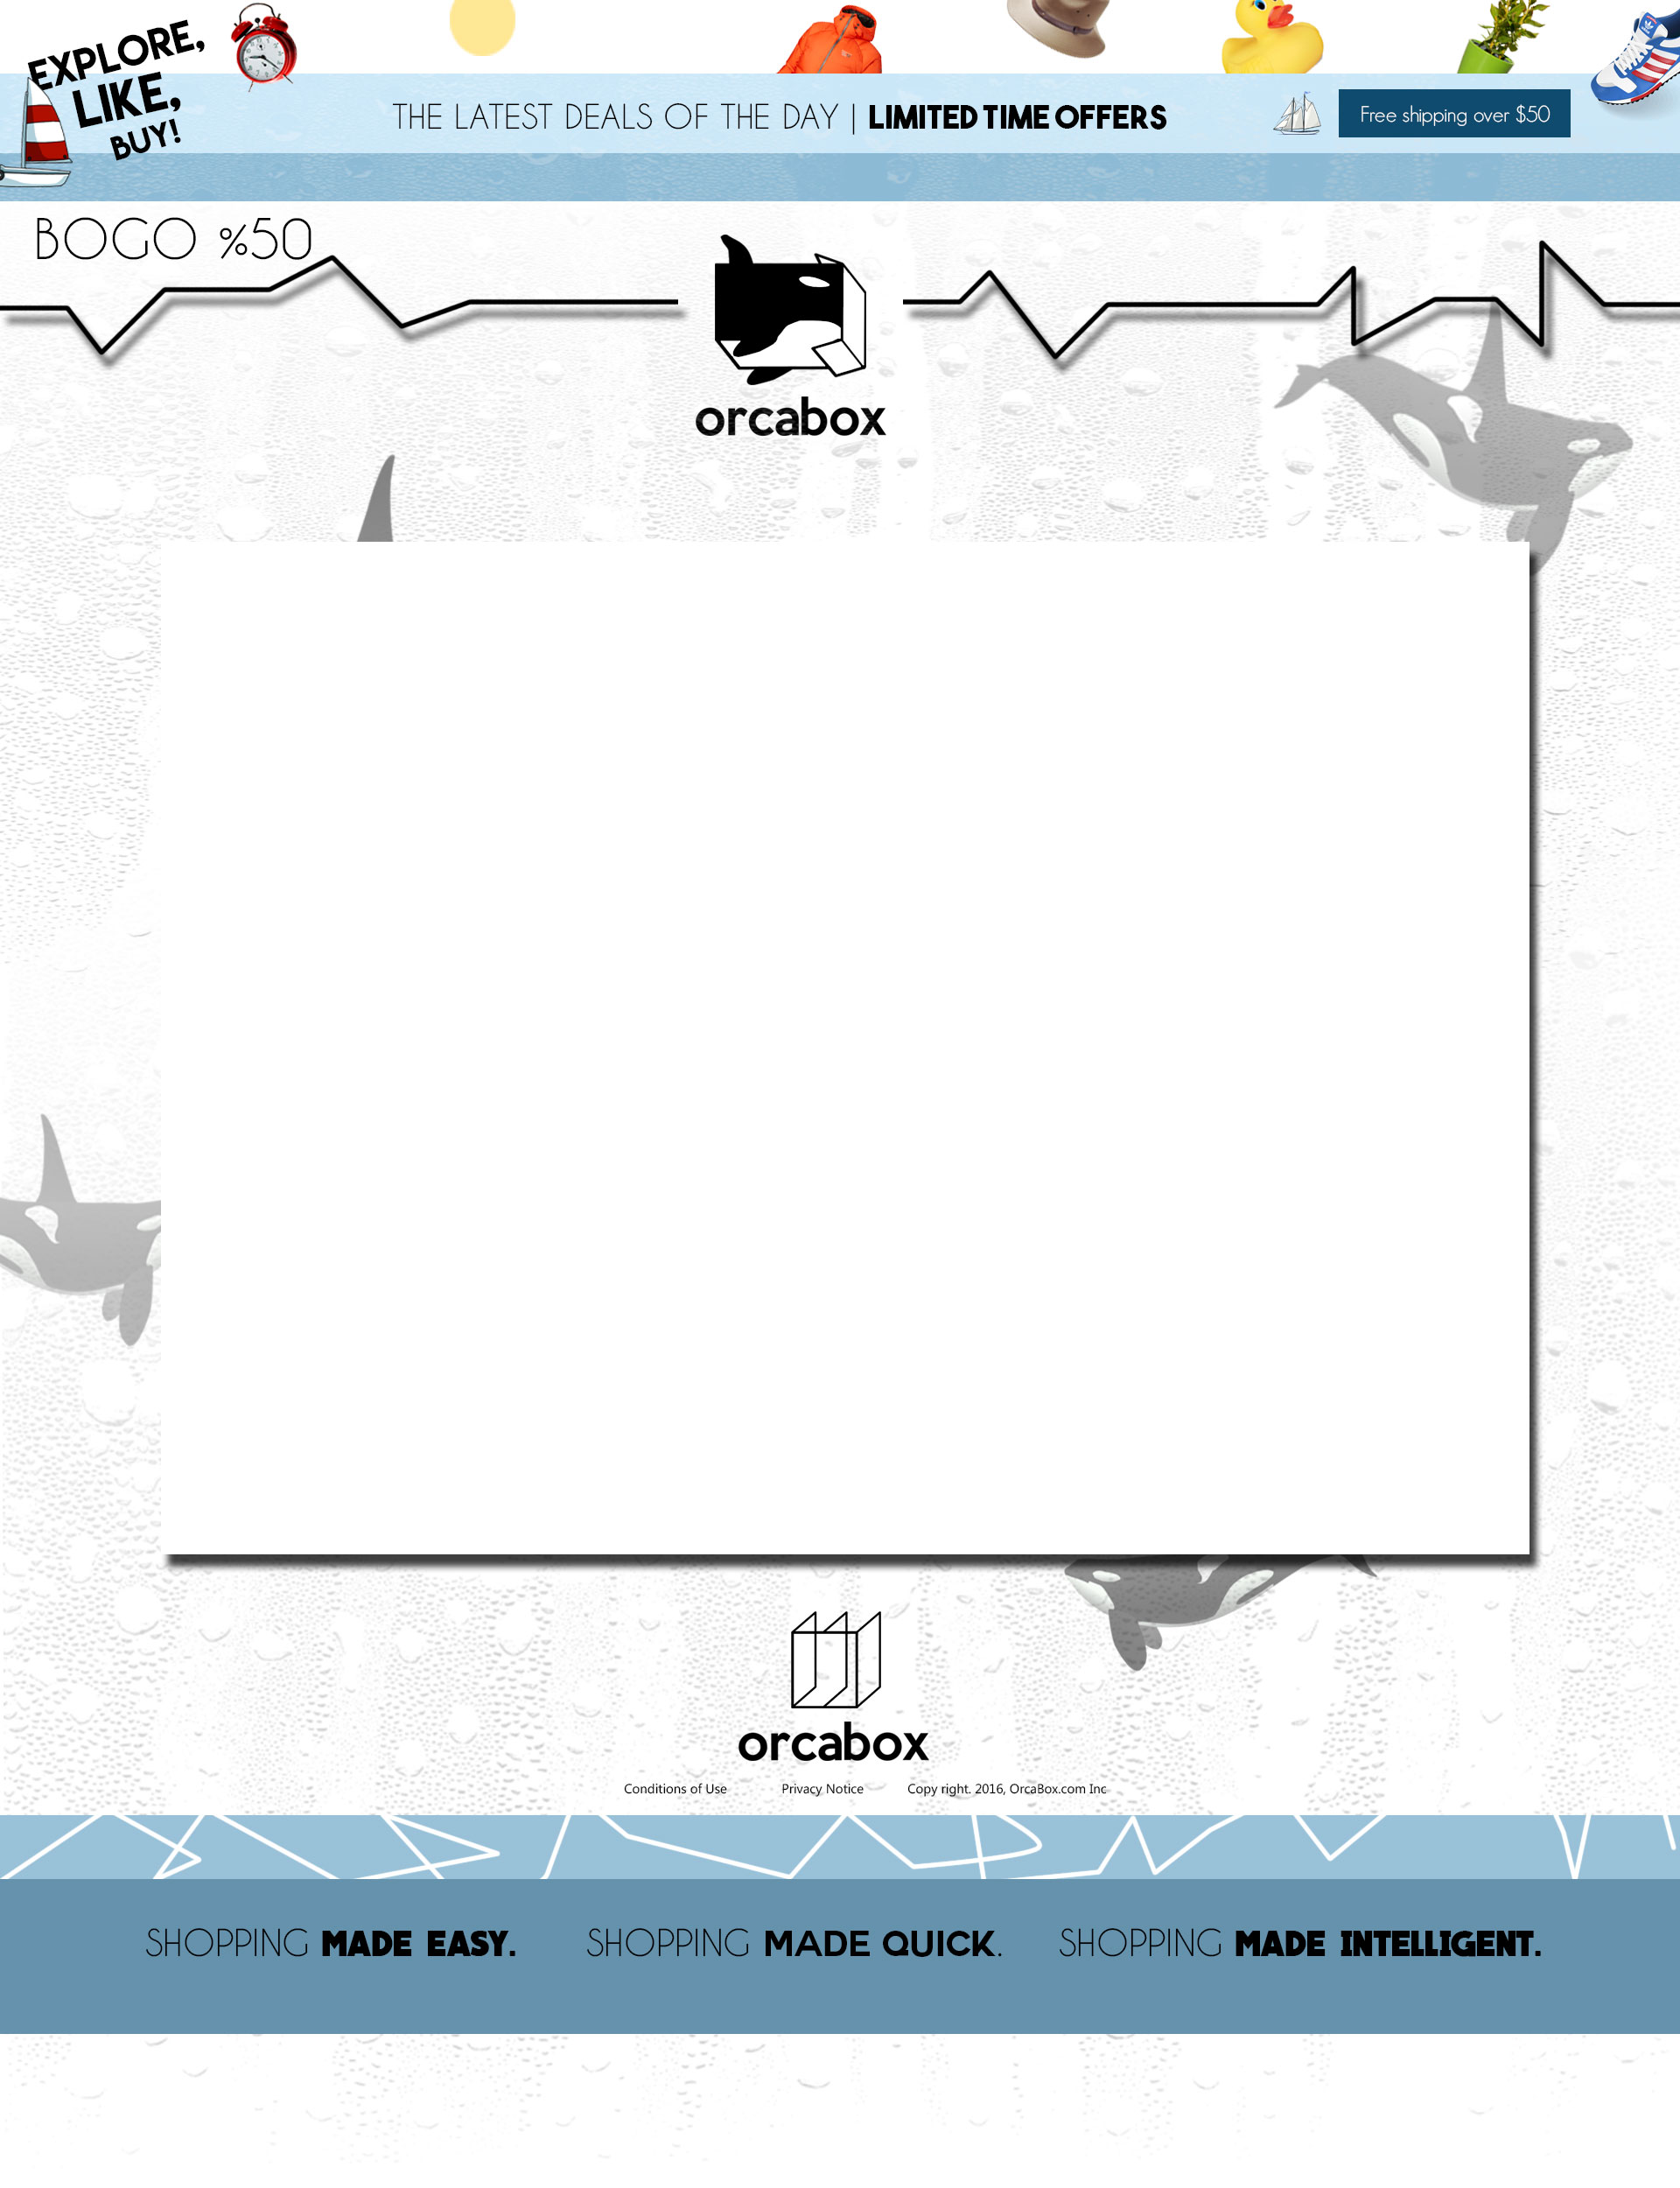 EXPLORE,
LIKE,
BUY!
THE LATEST DEALS OF THE DAY | LIMITED TIME OFFERS
Free shipping over $50
BOGO %50
orcabox
orcabox
Conditions of Use Privacy Notice Copy right. 2016, OrcaBox.com Inc
SHOPPING MADE EASY. SHOPPING MADE QUICK. SHOPPING MADE INTELLIGENT.